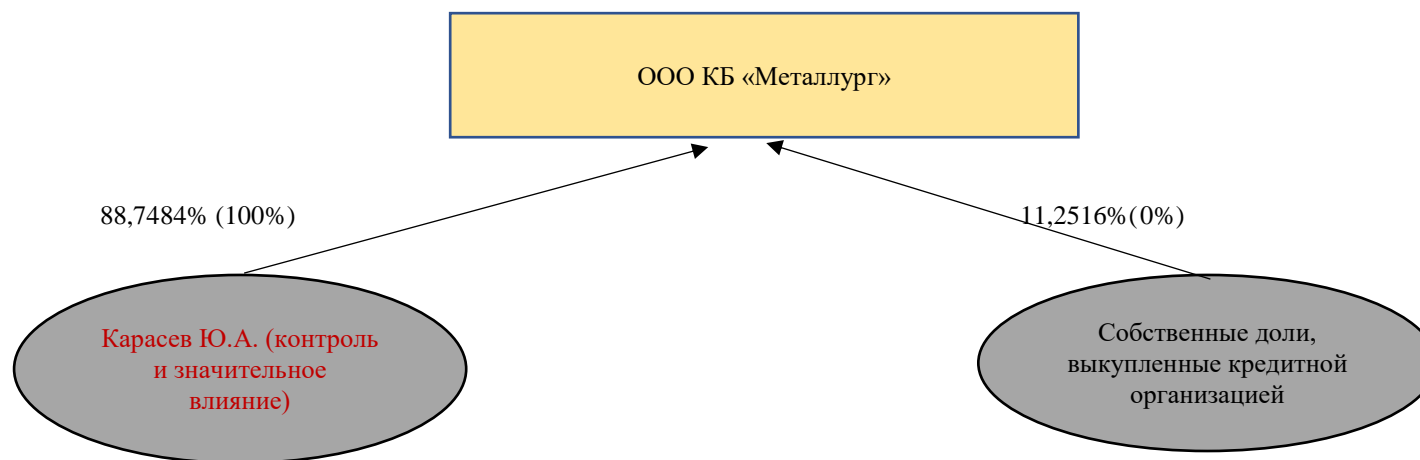 ООО КБ «Металлург»
88,7484% (100%)
11,2516%(0%)
Карасев Ю.А. (контроль
и значительное
влияние)
Собственные доли,
выкупленные кредитной
организацией